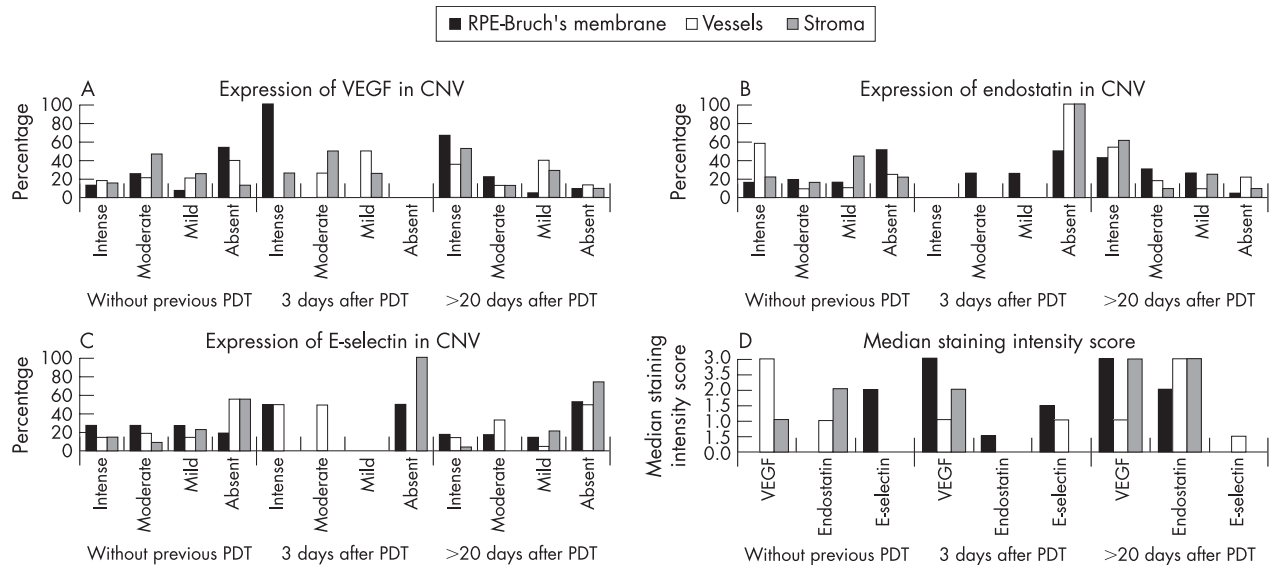 RPE-Bruch's membrane Vessels Stroma
A Expression of VEGF in CNV
Percentage
100
80
60
40
20
0
Intense Moderate Mild Absent Intense Moderate Mild Absent Intense Moderate Mild Absent
Without previous PDT 3 days after PDT >20 days after PDT
B Expression of endostatin in CNV
Percentage
100
80
60
40
20
0
Intense Moderate Mild Absent Intense Moderate Mild Absent Intense Moderate Mild Absent
Without previous PDT 3 days after PDT >20 days after PDT
C Expression of E-selectin in CNV
Percentage
100
80
60
40
20
0
Intense Moderate Mild Absent Intense Moderate Mild Absent Intense Moderate Mild Absent
Without previous PDT 3 days after PDT >20 days after PDT
D Median staining intensity score
Median staining
intensity score
3.0
2.5
2.0
1.5
1.0
1.5
0.0
VEGF Endostatin E-selectin VEGF Endostatin E-selectin VEGF Endostatin E-selectin
Without previous PDT 3 days after PDT >20 days after PDT